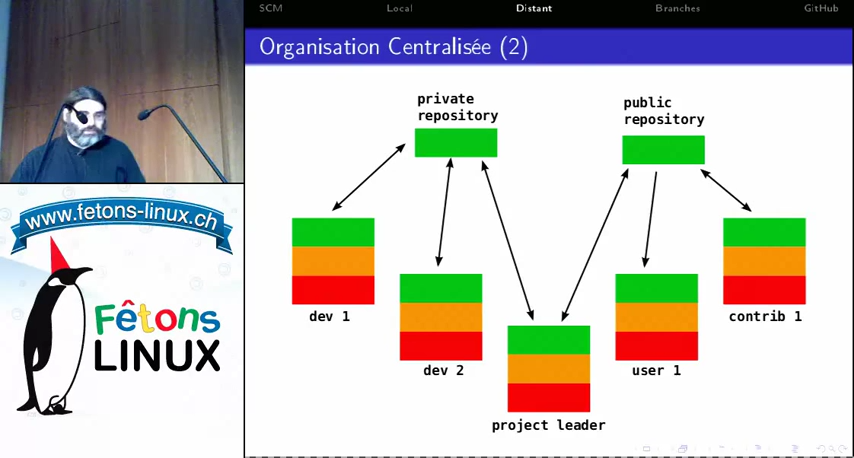 SCM Local Distant Branches GitHub
Organisation Centralisée (2)
private
repository
public
repository
dev 1
dev 2
project leader
user 1
contrib 1
www.fetons-linux.ch
Fêtons
LINUX